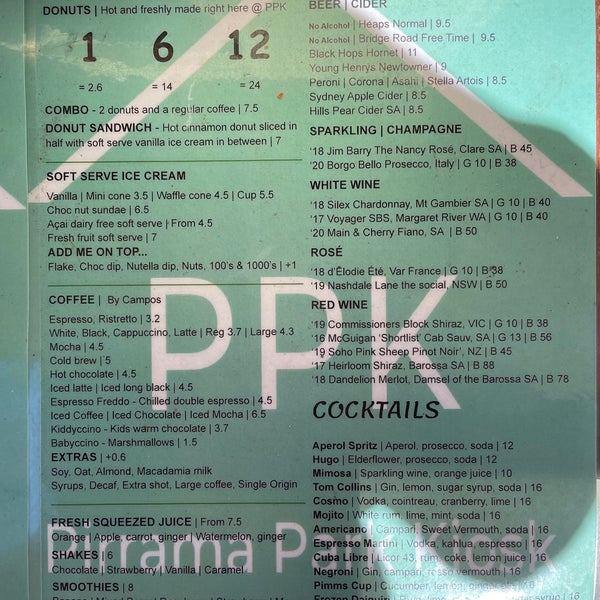 DONUTS | Hot and freshly made right here @ PPK
1 6 12
= 2.6 = 14 = 24
COMBO - 2 donuts and a regular coffee | 7.5
DONUT SANDWICH - Hot cinnamon donut sliced in
half with soft serve vanilla ice cream in between | 7
SOFT SERVE ICE CREAM
Vanilla | Mini cone 3.5 | Waffle cone 4.5 | Cup 5.5
Choc nut sundae | 6.5
Açai dairy free soft serve | From 4.5
Fresh fruit soft serve | 7
ADD ME ON TOP...
Flake, Choc dip, Nutella dip, Nuts, 100's & 1000's | +1
COFFEE | By Campos
Espresso, Ristretto | 3.2
White, Black, Cappuccino, Latte | Reg 3.7 | Large 4.3
Mocha | 4.5
Cold brew | 5
Hot chocolate | 4.5
Iced latte | Iced long black | 4.5
Espresso Freddo - Chilled double espresso | 4.5
Iced Coffee | Iced Chocolate | Iced Mocha | 6.5
Kiddyccino - Kids warm chocolate | 3.7
Babyccino - Marshmallows | 1.5
EXTRAS | +0.6
Soy, Oat, Almond, Macadamia milk
Syrups, Decaf, Extra shot, Large coffee, Single Origin
FRESH SQUEEZED JUICE | From 7.5
Orange | Apple, carrot, ginger | Watermelon, ginger
SHAKES | 6
Chocolate | Strawberry | Vanilla | Caramel
SMOOTHIES | 8
BEER | CIDER
No Alcohol | Heaps Normal | 9.5
No Alcohol | Bridge Road Free Time | 9.5
Black Hops Hornet | 11
Young Henrys Newtowner | 9
Peroni | Corona | Asahi | Stella Artois | 8.5
Sydney Apple Cider | 8.5
Hills Pear Cider SA | 8.5
SPARKLING | CHAMPAGNE
'18 Jim Barry The Nancy Rosé, Clare SA | B 45
'20 Borgo Bello Prosecco, Italy | G 10 | B 38
WHITE WINE
'18 Silex Chardonnay, Mt Gambier SA | G 10 | B 40
'17 Voyager SBS, Margaret River WA | G 10 | B 40
'20 Main & Cherry Fiano, SA | B 50
ROSÉ
'18 d'Élodie Été, Var France | G 10 | B 38
'19 Nashdale Lane the social, NSW | B 50
RED WINE
'19 Commissioners Block Shiraz, VIC | G 10 | B 38
'16 McGuigan 'Shortlist' Cab Sauv, SA | G 13 | B 56
'19 Soho Pink Sheep Pinot Noir', NZ | B 45
'17 Heirloom Shiraz, Barossa SA | B 88
'18 Dandelion Merlot, Damsel of the Barossa SA | B 78
COCKTAILS
Aperol Spritz | Aperol, prosecco, soda | 12
Hugo | Elderflower, prosecco, soda | 12
Mimosa | Sparkling wine, orange juice | 10
Tom Collins | Gin, lemon, sugar syrup, soda | 16
Cosmo | Vodka, cointreau, cranberry, lime | 16
Mojito | White rum, lime, mint, soda | 16
Americano | Campari, Sweet Vermouth, soda | 16
Espresso Martini | Vodka, kahlua, espresso | 16
Cuba Libre | Licor 43, rum, coke, lemon juice | 16
Negroni | Gin, campari, rosso vermouth | 16
Pimms Cup | Cucumber, lemon,
PPK
Pirrama Park Kiosk